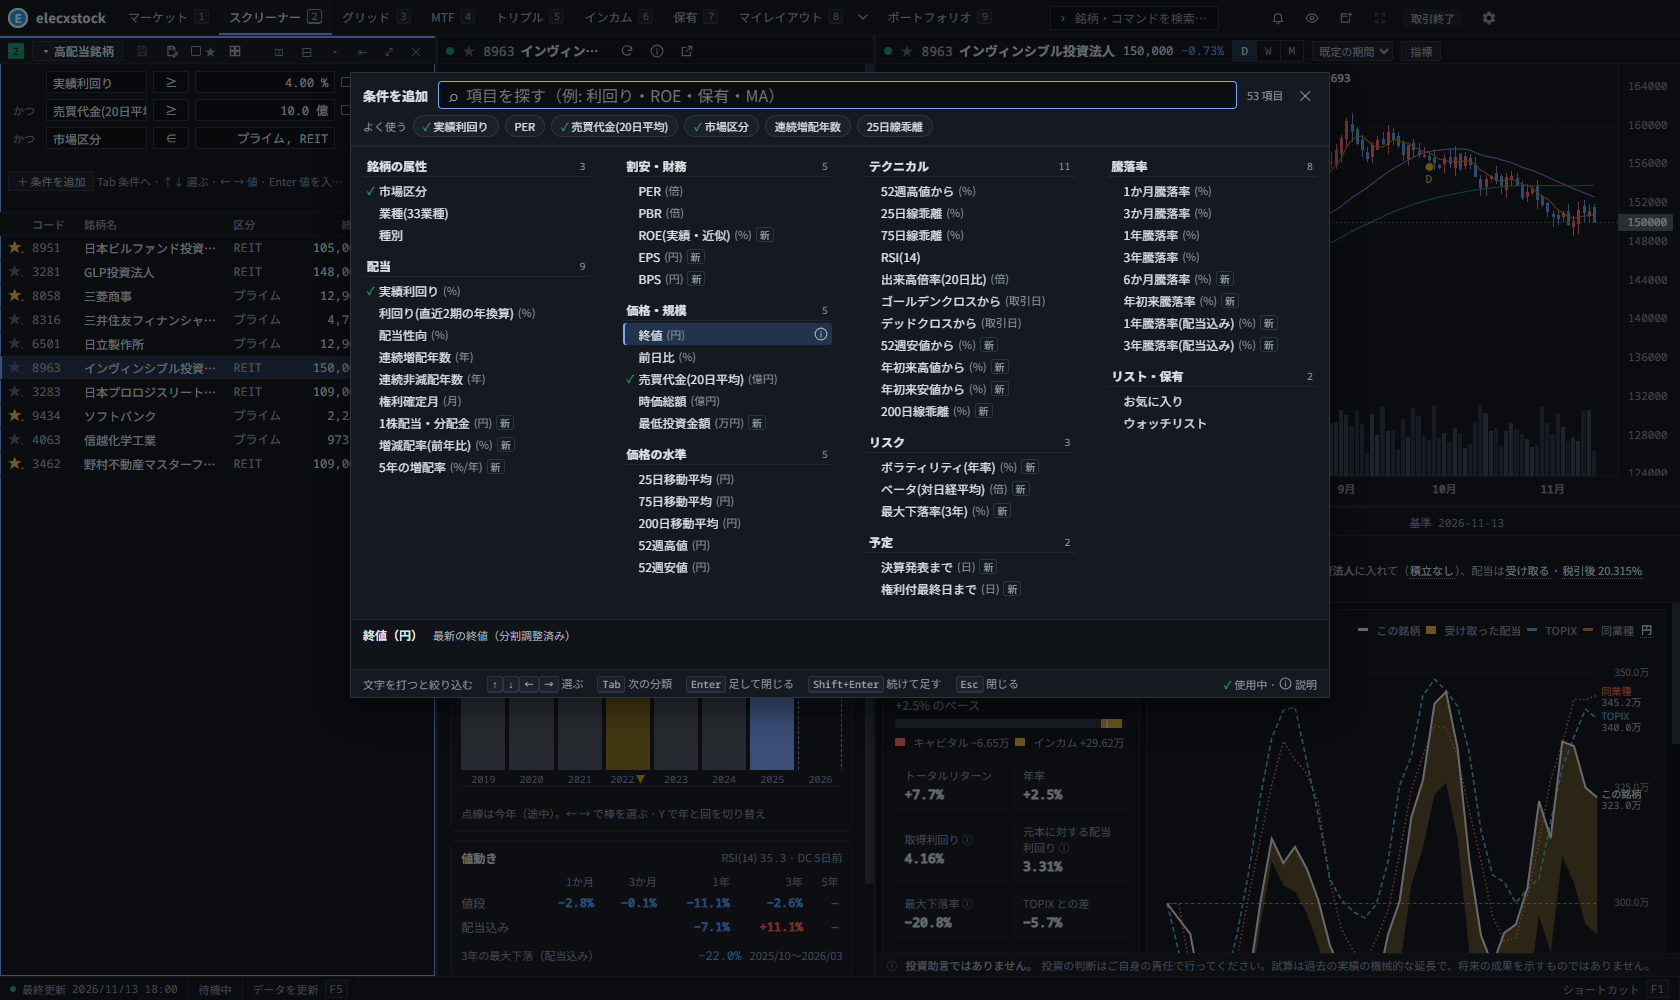 elecxstock
マーケット 1
スクリーナー 2
グリッド 3
MTF 4
トリプル 5
インカム 6
保有 7
マイレイアウト 8
ポートフォリオ 9
› 銘柄・コマンドを検索…
取引終了
2 高配当銘柄
実績利回り ≥ 4.00 %
かつ 売買代金(20日平均 ≥ 10.0 億
かつ 市場区分 ∈ プライム, REIT
＋条件を追加 Tab 条件へ・↑↓選ぶ・←→値・Enter 値を入…
コード 銘柄名 区分
8951 日本ビルファンド投資… REIT 105,0
3281 GLP投資法人 REIT 148,0
8058 三菱商事 プライム 12,9
8316 三井住友フィナンシャ… プライム 4,7
6501 日立製作所 プライム 12,9
8963 インヴィンシブル投資… REIT 150,0
3283 日本プロロジスリート… REIT 109,0
9434 ソフトバンク プライム 2,2
4063 信越化学工業 プライム 973
3462 野村不動産マスターフ… REIT 109,0
8963 インヴィン…
8963 インヴィンシブル投資法人 150,000 −0.73% D W M 既定の期間 指標
条件を追加 項目を探す（例: 利回り・ROE・保有・MA） 53 項目
よく使う ✓実績利回り PER ✓売買代金(20日平均) ✓市場区分 連続増配年数 25日線乖離
銘柄の属性 3
✓市場区分
業種(33業種)
種別
配当 9
✓実績利回り (%)
利回り(直近2期の年換算) (%)
配当性向 (%)
連続増配年数 (年)
連続非減配年数 (年)
権利確定月 (月)
1株配当・分配金 (円) 新
増減配率(前年比) (%) 新
5年の増配率 (%/年) 新
割安・財務 5
PER (倍)
PBR (倍)
ROE(実績・近似) (%) 新
EPS (円) 新
BPS (円) 新
価格・規模 5
終値 (円)
前日比 (%)
✓売買代金(20日平均) (億円)
時価総額 (億円)
最低投資金額 (万円) 新
価格の水準 5
25日移動平均 (円)
75日移動平均 (円)
200日移動平均 (円)
52週高値 (円)
52週安値 (円)
テクニカル 11
52週高値から (%)
25日線乖離 (%)
75日線乖離 (%)
RSI(14)
出来高倍率(20日比) (倍)
ゴールデンクロスから (取引日)
デッドクロスから (取引日)
52週安値から (%) 新
年初来高値から (%) 新
年初来安値から (%) 新
200日線乖離 (%) 新
リスク 3
ボラティリティ(年率) (%) 新
ベータ(対日経平均) (倍) 新
最大下落率(3年) (%) 新
予定 2
決算発表まで (日) 新
権利付最終日まで (日) 新
騰落率 8
1か月騰落率 (%)
3か月騰落率 (%)
1年騰落率 (%)
3年騰落率 (%)
6か月騰落率 (%) 新
年初来騰落率 (%) 新
1年騰落率(配当込み) (%) 新
3年騰落率(配当込み) (%) 新
リスト・保有 2
お気に入り
ウォッチリスト
終値（円） 最新の終値（分割調整済み）
文字を打つと絞り込む ↑ ↓ ← → 選ぶ Tab 次の分類 Enter 足して閉じる Shift+Enter 続けて足す Esc 閉じる ✓使用中・ⓘ 説明
693
164000
160000
156000
152000
150000
148000
144000
140000
136000
132000
128000
124000
D
9月 10月 11月
基準 2026-11-13
資法人に入れて（積立なし）、配当は受け取る・税引後 20.315%
この銘柄 受け取った配当 TOPIX 同業種 円
350.0万
同業種
345.2万
TOPIX
340.0万
325.0万
この銘柄
323.0万
300.0万
2019 2020 2021 2022▼ 2023 2024 2025 2026
点線は今年（途中）。←→で棒を選ぶ・Y で年と回を切り替え
値動き RSI(14) 35.3・DC 5日前
1か月 3か月 1年 3年 5年
値段 −2.8% −0.1% −11.1% −2.6% —
配当込み −7.1% +11.1% —
3年の最大下落（配当込み） −22.0% 2025/10〜2026/03
+2.5% のペース
キャピタル −6.65万 インカム +29.62万
トータルリターン
+7.7%
年率
+2.5%
取得利回り ⓘ
4.16%
元本に対する配当利回り ⓘ
3.31%
最大下落率 ⓘ
−20.8%
TOPIX との差
−5.7%
ⓘ 投資助言ではありません。 投資の判断はご自身の責任で行ってください。試算は過去の実績の機械的な延長で、将来の成果を示すものではありません。
最終更新 2026/11/13 18:00 待機中 データを更新 F5 ショートカット F1